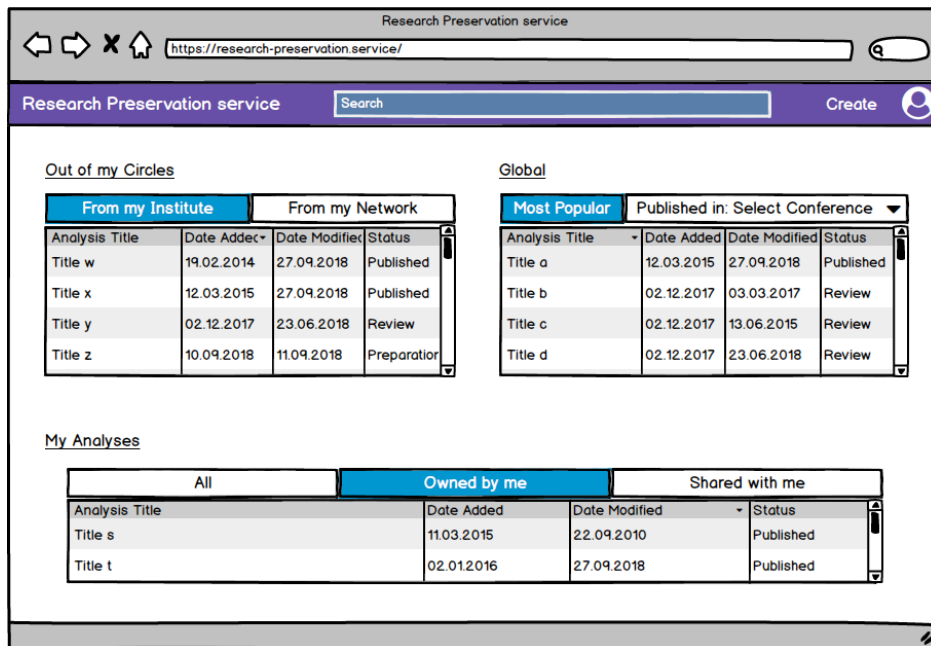 Research Preservation service
https://research-preservation.service/
Research Preservation service Search Create
Out of my Circles
From my Institute From my Network
Analysis Title Date Addec Date Modified Status
Title w 19.02.2014 27.09.2018 Published
Title x 12.03.2015 27.09.2018 Published
Title y 02.12.2017 23.06.2018 Review
Title z 10.09.2018 11.09.2018 Preparation
Global
Most Popular Published in: Select Conference
Analysis Title Date Added Date Modified Status
Title a 12.03.2015 27.09.2018 Published
Title b 02.12.2017 03.03.2017 Review
Title c 02.12.2017 13.06.2015 Review
Title d 02.12.2017 23.06.2018 Review
My Analyses
All Owned by me Shared with me
Analysis Title Date Added Date Modified Status
Title s 11.03.2015 22.09.2010 Published
Title t 02.01.2016 27.09.2018 Published